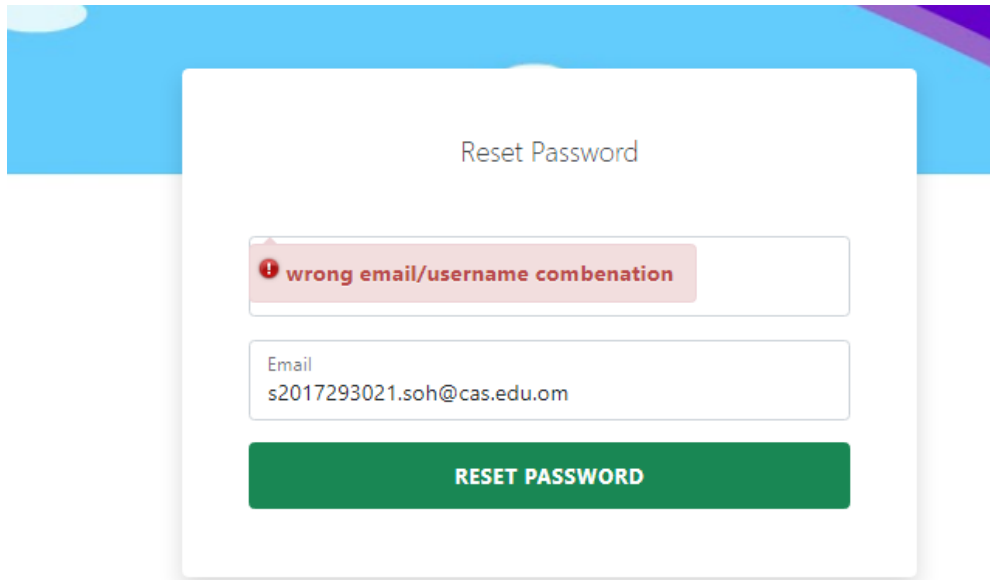 Reset Password
wrong email/username combenation
Email
s2017293021.soh@cas.edu.om
RESET PASSWORD